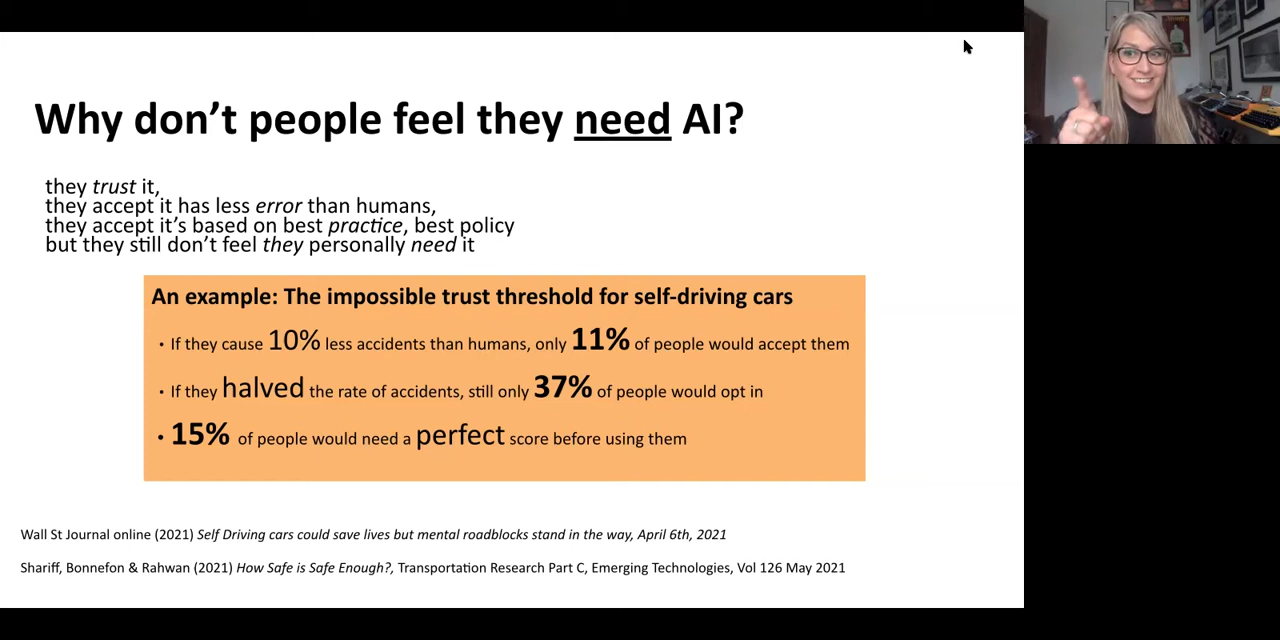 Why don't people feel they need AI?
they trust it,
they accept it has less error than humans,
they accept it's based on best practice, best policy
but they still don't feel they personally need it
An example: The impossible trust threshold for self-driving cars
• If they cause 10% less accidents than humans, only 11% of people would accept them
• If they halved the rate of accidents, still only 37% of people would opt in
• 15% of people would need a perfect score before using them
Wall St Journal online (2021) Self Driving cars could save lives but mental roadblocks stand in the way, April 6th, 2021
Shariff, Bonnefon & Rahwan (2021) How Safe is Safe Enough?, Transportation Research Part C, Emerging Technologies, Vol 126 May 2021